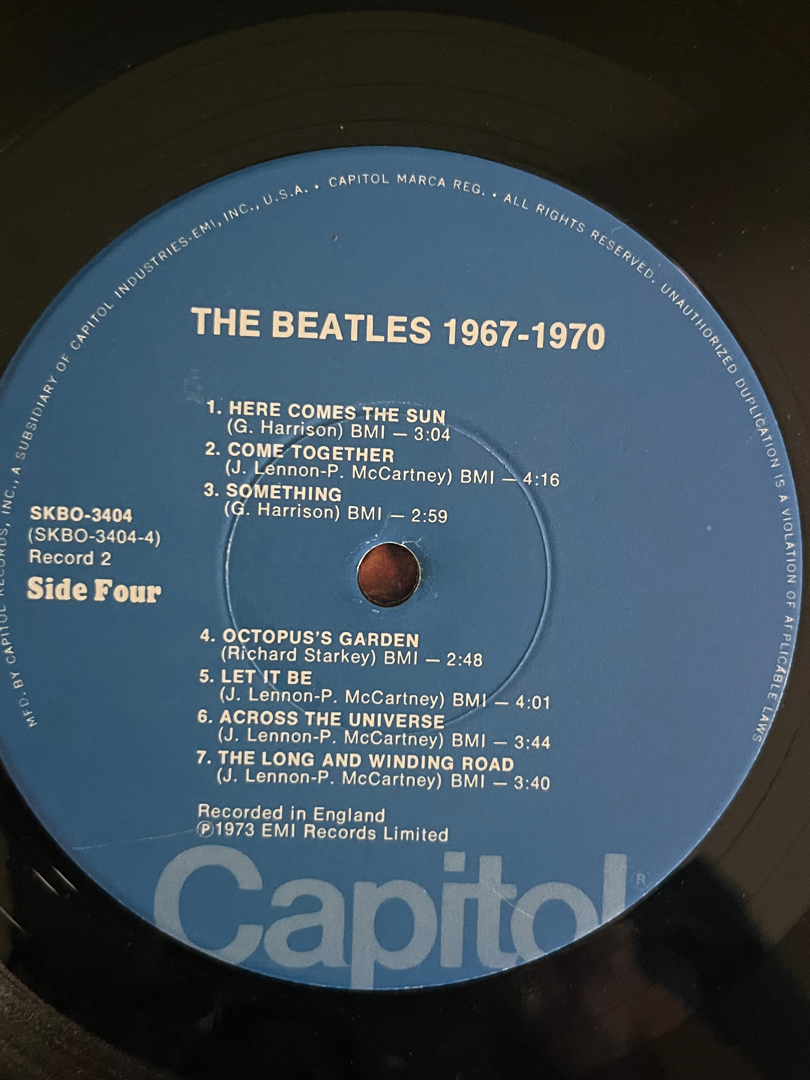 MFD. BY CAPITOL RECORDS, INC., A SUBSIDIARY OF CAPITOL INDUSTRIES-EMI, INC., U.S.A. • CAPITOL MARCA REG. • ALL RIGHTS RESERVED. UNAUTHORIZED DUPLICATION IS A VIOLATION OF APPLICABLE LAWS
THE BEATLES 1967-1970
1. HERE COMES THE SUN
(G. Harrison) BMI — 3:04
2. COME TOGETHER
(J. Lennon-P. McCartney) BMI — 4:16
3. SOMETHING
(G. Harrison) BMI — 2:59
SKBO-3404
(SKBO-3404-4)
Record 2
Side Four
4. OCTOPUS'S GARDEN
(Richard Starkey) BMI — 2:48
5. LET IT BE
(J. Lennon-P. McCartney) BMI — 4:01
6. ACROSS THE UNIVERSE
(J. Lennon-P. McCartney) BMI — 3:44
7. THE LONG AND WINDING ROAD
(J. Lennon-P. McCartney) BMI — 3:40
Recorded in England
℗1973 EMI Records Limited
Capitol®